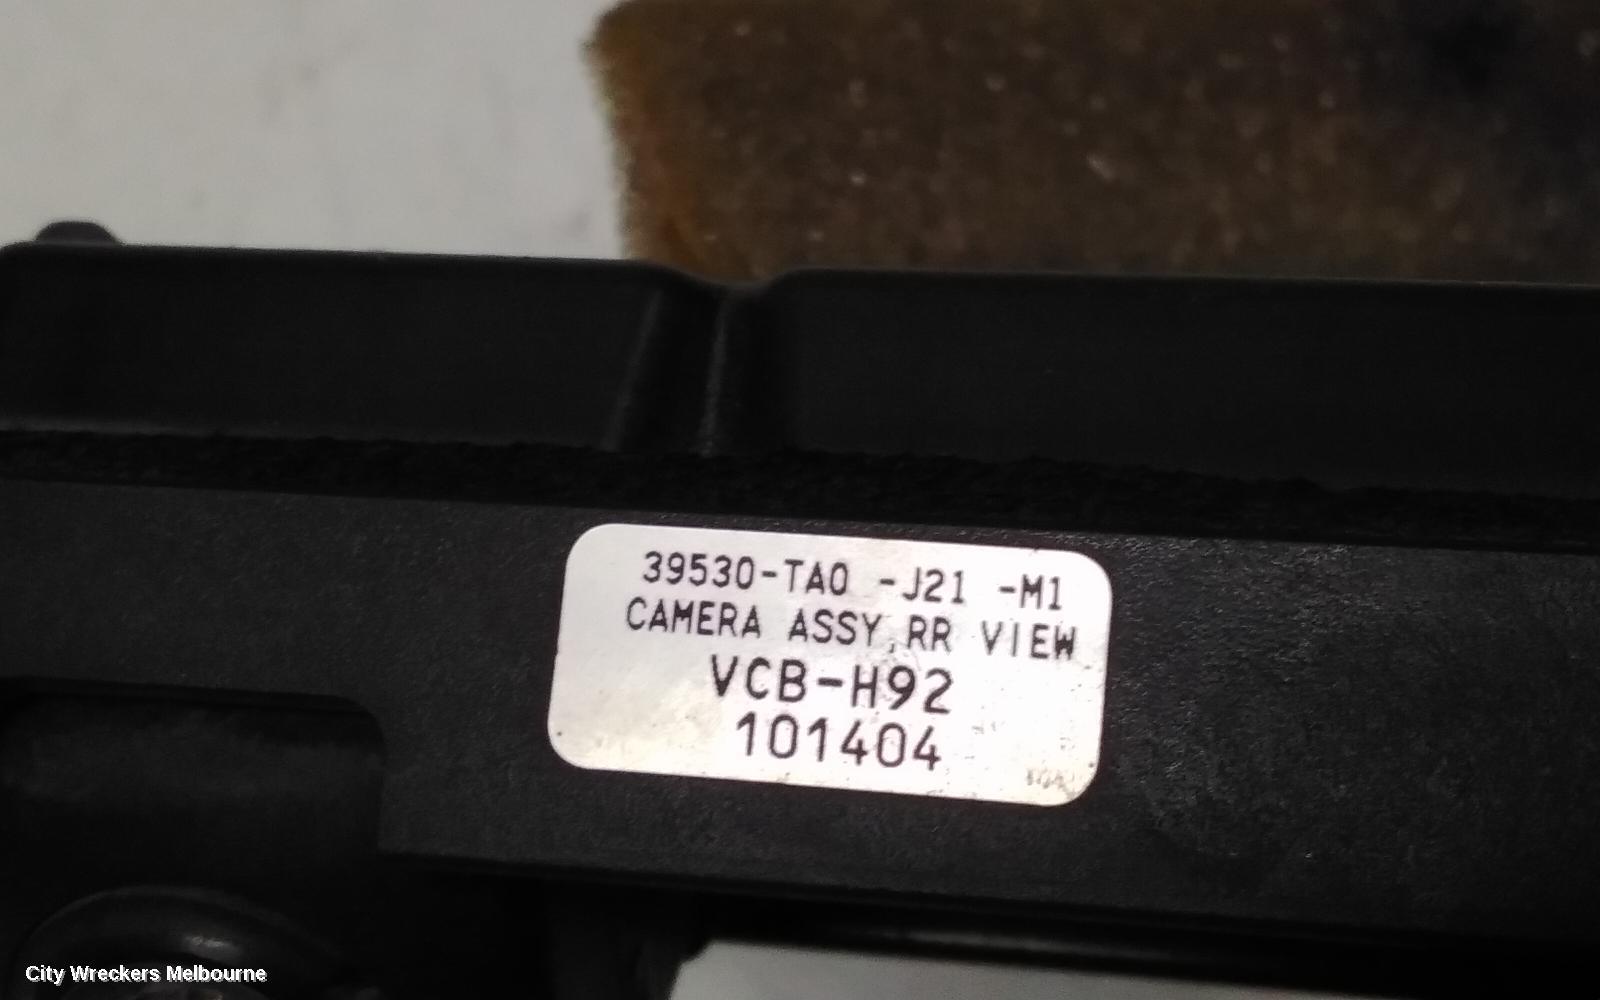 39530-TA0 -J21 -M1
CAMERA ASSY,RR VIEW
VCB-H92
101404
City Wreckers Melbourne